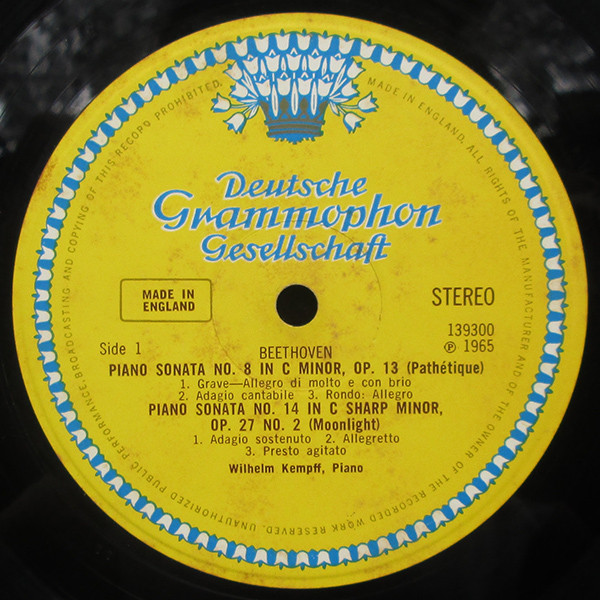 Deutsche
Grammophon
Gesellschaft
MADE IN
ENGLAND
STEREO
139300
℗ 1965
Side 1
BEETHOVEN
PIANO SONATA NO. 8 IN C MINOR, OP. 13 (Pathétique)
1. Grave—Allegro di molto e con brio
2. Adagio cantabile 3. Rondo: Allegro
PIANO SONATA NO. 14 IN C SHARP MINOR,
OP. 27 NO. 2 (Moonlight)
1. Adagio sostenuto 2. Allegretto
3. Presto agitato
Wilhelm Kempff, Piano
MADE IN ENGLAND. ALL RIGHTS OF THE MANUFACTURER AND OF THE OWNER OF THE RECORDED WORK RESERVED. UNAUTHORIZED PUBLIC PERFORMANCE, BROADCASTING AND COPYING OF THIS RECORD PROHIBITED.